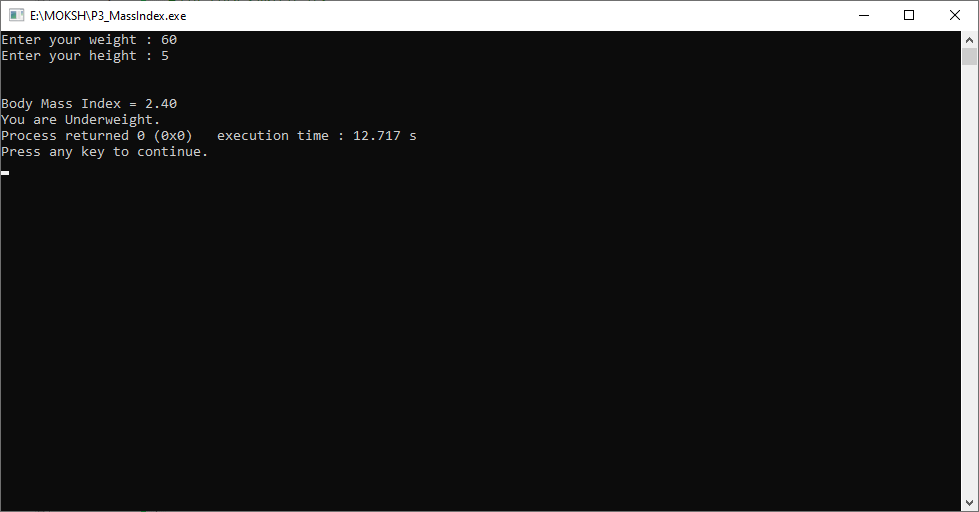 E:\MOKSH\P3_MassIndex.exe
Enter your weight : 60
Enter your height : 5
Body Mass Index = 2.40
You are Underweight.
Process returned 0 (0x0)   execution time : 12.717 s
Press any key to continue.